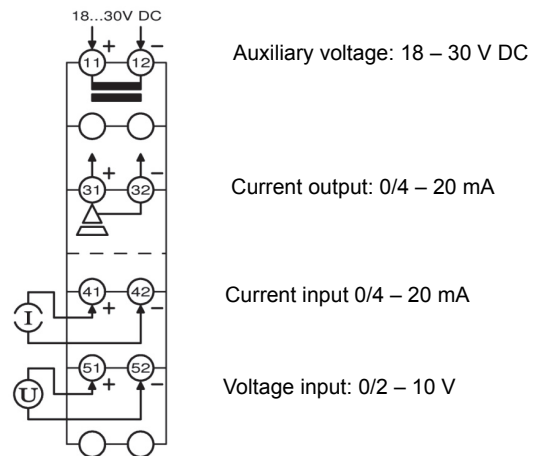 18...30V DC
+ −
11 12
Auxiliary voltage: 18 – 30 V DC
+ −
31 32
Current output: 0/4 – 20 mA
41 42
+ −
I
Current input 0/4 – 20 mA
51 52
+ −
U
Voltage input: 0/2 – 10 V